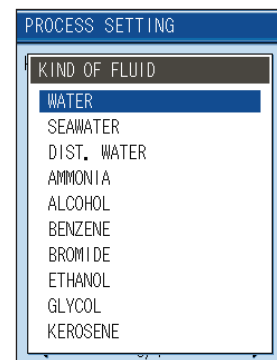 PROCESS SETTING
KIND OF FLUID
WATER
SEAWATER
DIST. WATER
AMMONIA
ALCOHOL
BENZENE
BROMIDE
ETHANOL
GLYCOL
KEROSENE